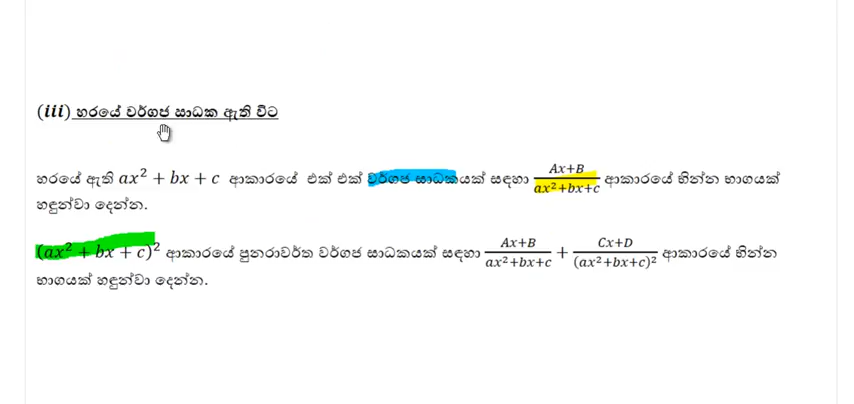 (iii) හරයේ වර්ගජ සාධක ඇති විට
හරයේ ඇති ax² + bx + c ආකාරයේ එක් එක් වර්ගජ සාධකයක් සඳහා (Ax+B)/(ax²+bx+c) ආකාරයේ භින්න භාගයක්
හඳුන්වා දෙන්න.
(ax² + bx + c)² ආකාරයේ පුනරාවර්ත වර්ගජ සාධකයක් සඳහා (Ax+B)/(ax²+bx+c) + (Cx+D)/(ax²+bx+c)² ආකාරයේ භින්න
භාගයක් හඳුන්වා දෙන්න.